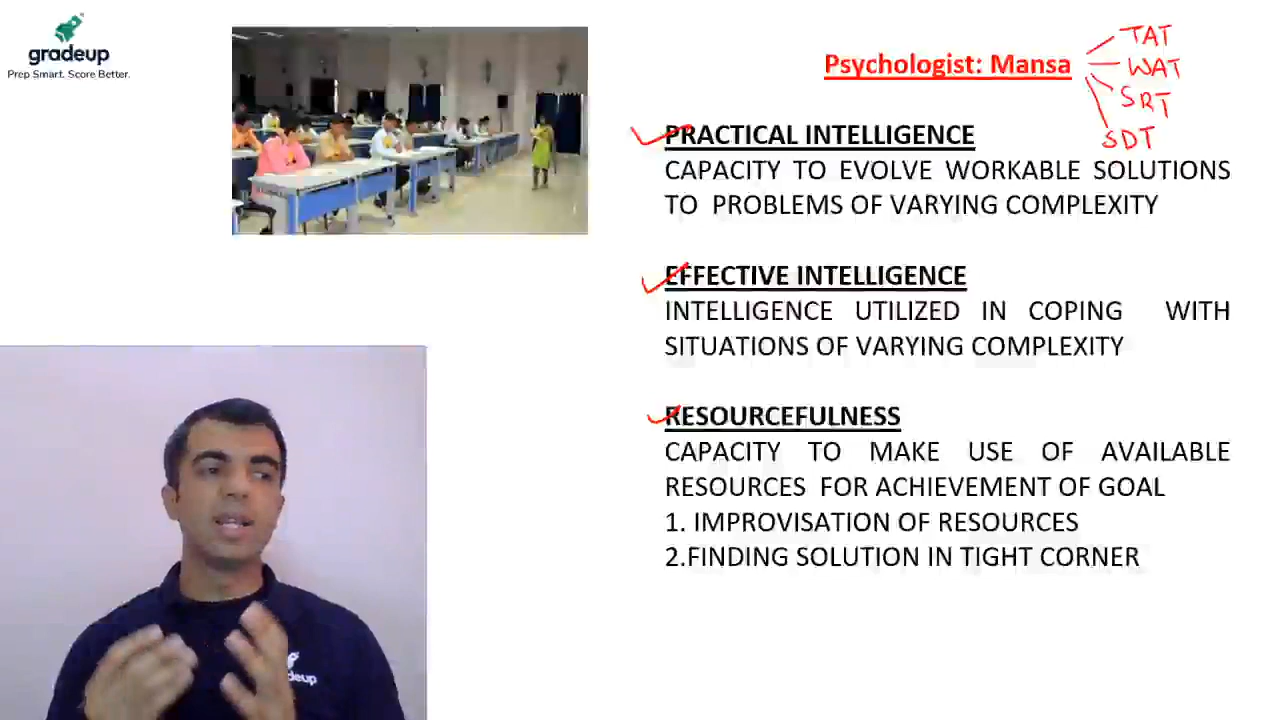 gradeup
Prep Smart. Score Better.
Psychologist: Mansa
TAT
WAT
SRT
SDT
PRACTICAL INTELLIGENCE
CAPACITY TO EVOLVE WORKABLE SOLUTIONS
TO PROBLEMS OF VARYING COMPLEXITY
EFFECTIVE INTELLIGENCE
INTELLIGENCE UTILIZED IN COPING WITH
SITUATIONS OF VARYING COMPLEXITY
RESOURCEFULNESS
CAPACITY TO MAKE USE OF AVAILABLE
RESOURCES FOR ACHIEVEMENT OF GOAL
1. IMPROVISATION OF RESOURCES
2.FINDING SOLUTION IN TIGHT CORNER
deup